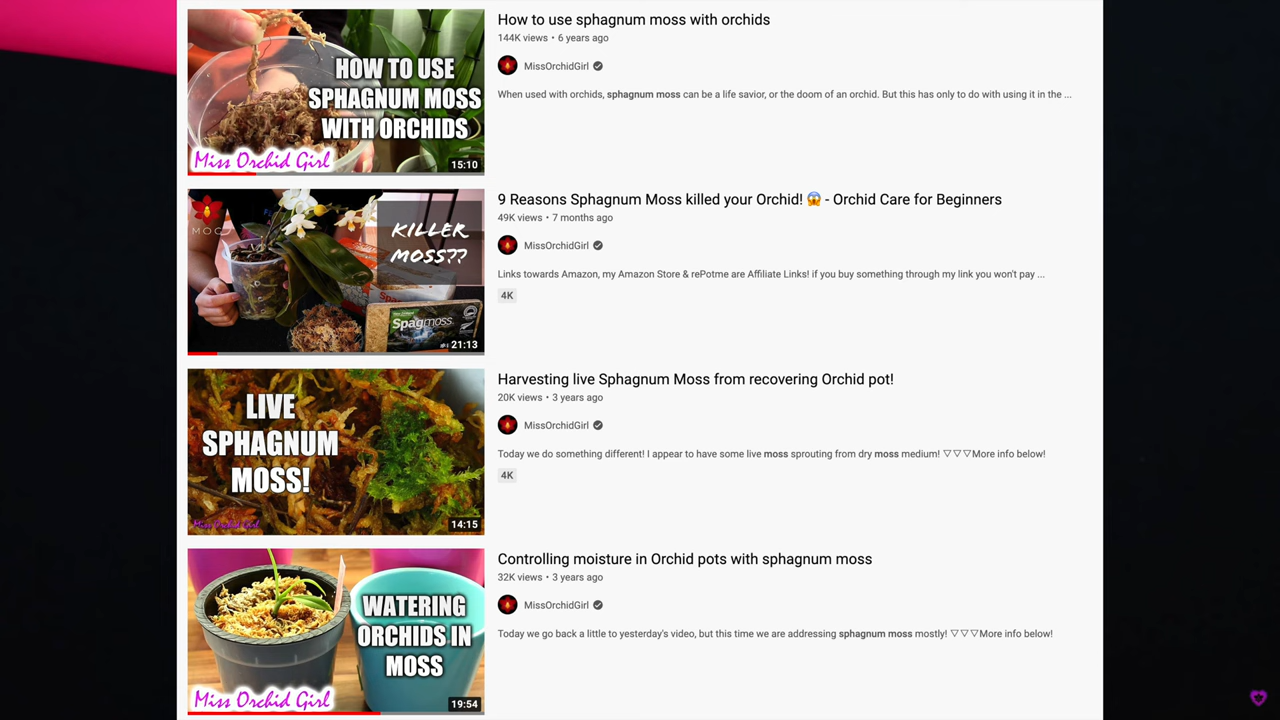 HOW TO USE
SPHAGNUM MOSS
WITH ORCHIDS
Miss Orchid Girl
15:10
How to use sphagnum moss with orchids
144K views • 6 years ago
MissOrchidGirl
When used with orchids, sphagnum moss can be a life savior, or the doom of an orchid. But this has only to do with using it in the ...
MOG
KILLER
MOSS??
Spagmoss
21:13
9 Reasons Sphagnum Moss killed your Orchid! 😱 - Orchid Care for Beginners
49K views • 7 months ago
MissOrchidGirl
Links towards Amazon, my Amazon Store & rePotme are Affiliate Links! if you buy something through my link you won't pay ...
4K
LIVE
SPHAGNUM
MOSS!
Miss Orchid Girl
14:15
Harvesting live Sphagnum Moss from recovering Orchid pot!
20K views • 3 years ago
MissOrchidGirl
Today we do something different! I appear to have some live moss sprouting from dry moss medium! ▽▽▽More info below!
4K
WATERING
ORCHIDS IN
MOSS
Miss Orchid Girl
19:54
Controlling moisture in Orchid pots with sphagnum moss
32K views • 3 years ago
MissOrchidGirl
Today we go back a little to yesterday's video, but this time we are addressing sphagnum moss mostly! ▽▽▽More info below!